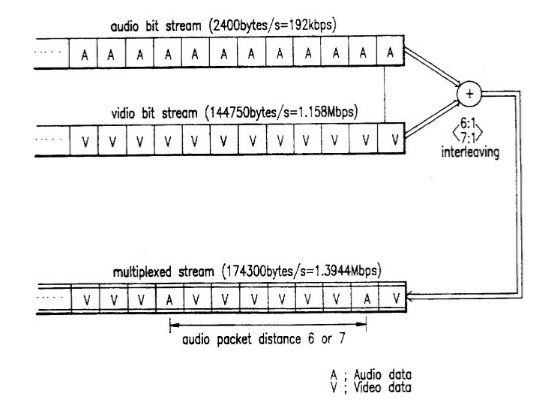 audio bit stream (2400bytes/s=192kbps)
..... A A A A A A A A A A A A
vidio bit stream (144750bytes/s=1.158Mbps)
..... V V V V V V V V V V V V
+
6:1
7:1
interleaving
multiplexed stream (174300bytes/s=1.3944Mbps)
..... V V V A V V V V V V A V
audio packet distance 6 or 7
A ; Audio data
V ; Video data